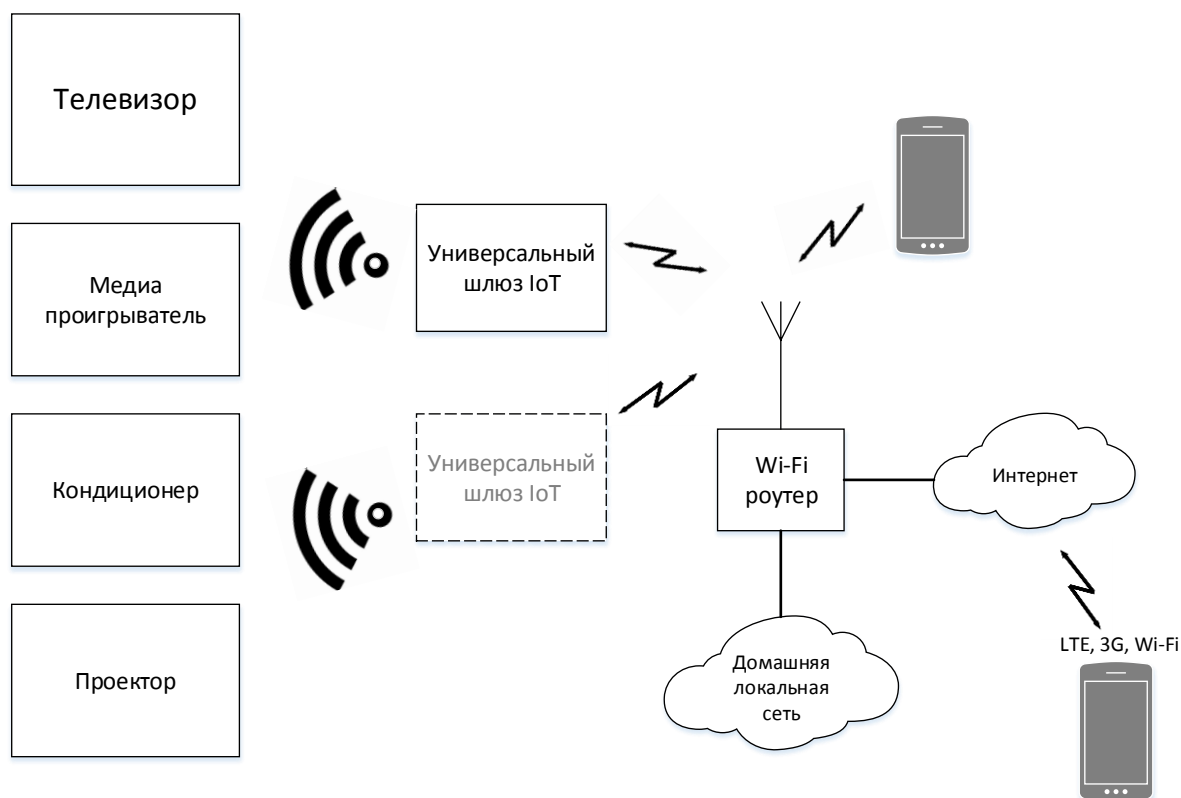 Телевизор
Медиа
проигрыватель
Кондиционер
Проектор
Универсальный
шлюз IoT
Универсальный
шлюз IoT
Wi-Fi
роутер
Интернет
Домашняя
локальная
сеть
LTE, 3G, Wi-Fi